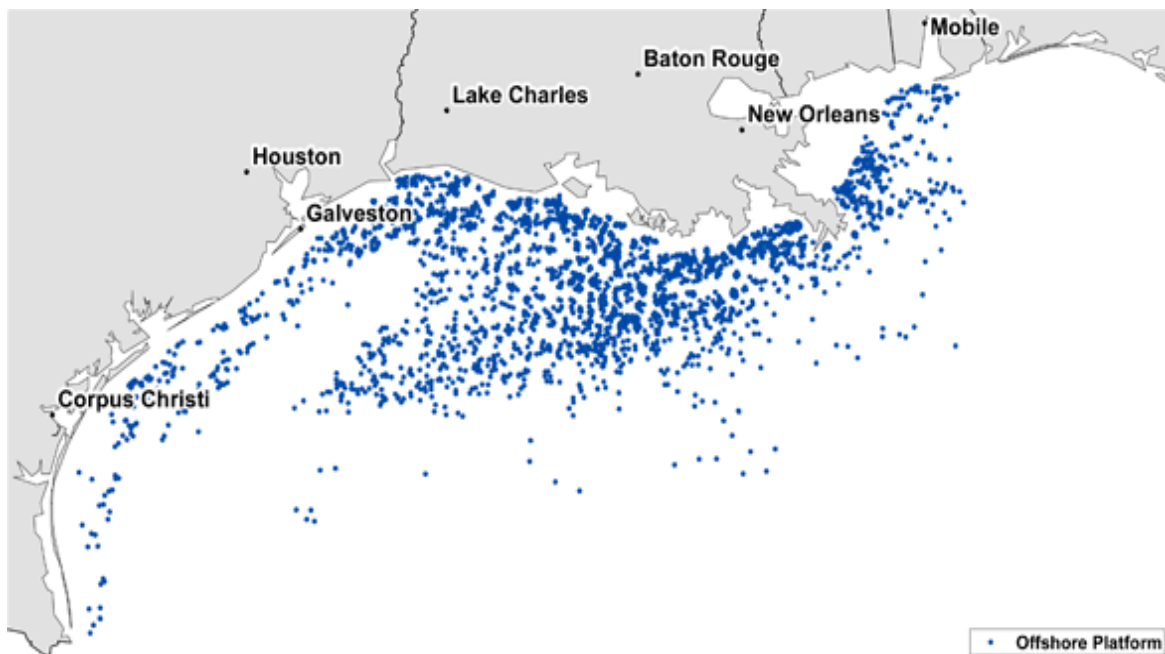 Mobile
Baton Rouge
Lake Charles
New Orleans
Houston
Galveston
Corpus Christi
Offshore Platform